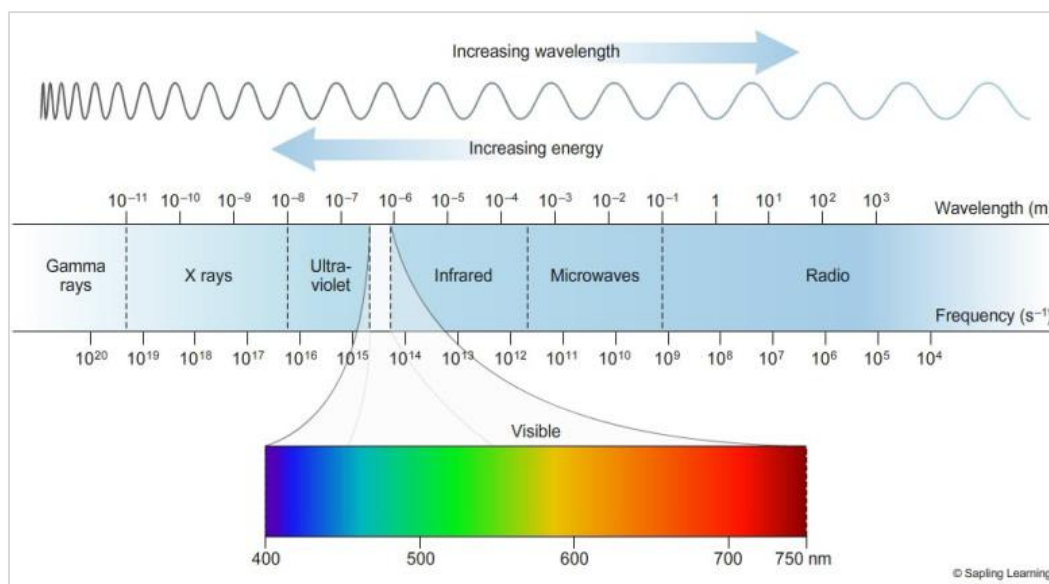 Increasing wavelength
Increasing energy
10⁻¹¹ 10⁻¹⁰ 10⁻⁹ 10⁻⁸ 10⁻⁷ 10⁻⁶ 10⁻⁵ 10⁻⁴ 10⁻³ 10⁻² 10⁻¹ 1 10¹ 10² 10³ Wavelength (m)
Gamma rays X rays Ultra-violet Infrared Microwaves Radio
Frequency (s⁻¹)
10²⁰ 10¹⁹ 10¹⁸ 10¹⁷ 10¹⁶ 10¹⁵ 10¹⁴ 10¹³ 10¹² 10¹¹ 10¹⁰ 10⁹ 10⁸ 10⁷ 10⁶ 10⁵ 10⁴
Visible
400 500 600 700 750 nm
© Sapling Learning